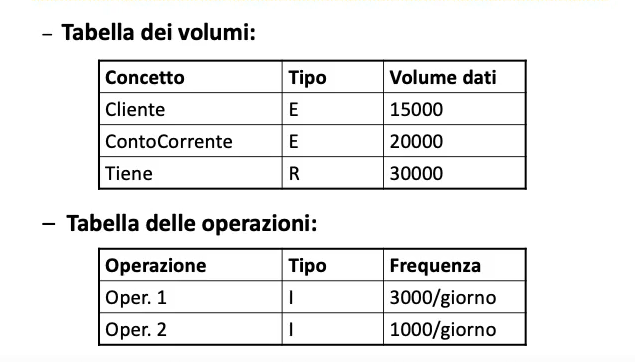 – Tabella dei volumi:
Concetto Tipo Volume dati
Cliente E 15000
ContoCorrente E 20000
Tiene R 30000
– Tabella delle operazioni:
Operazione Tipo Frequenza
Oper. 1 I 3000/giorno
Oper. 2 I 1000/giorno